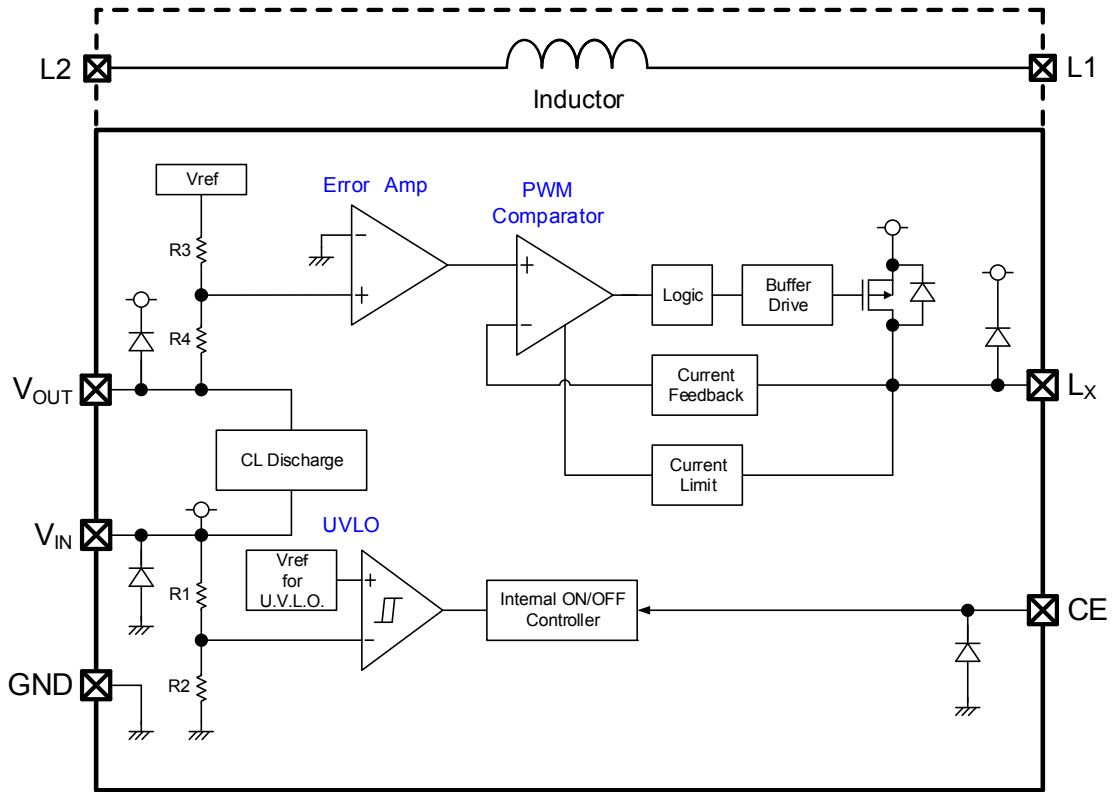 L2
L1
Inductor
Vref
Error Amp
PWM
Comparator
R3
R4
Logic
Buffer
Drive
VOUT
Current
Feedback
LX
CL Discharge
Current
Limit
VIN
UVLO
Vref
for
U.V.L.O.
R1
Internal ON/OFF
Controller
CE
GND
R2